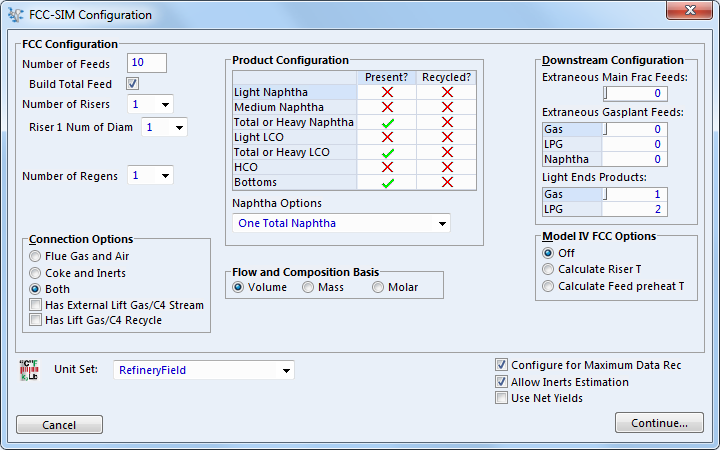 FCC-SIM Configuration
FCC Configuration
Number of Feeds 10
Build Total Feed
Number of Risers 1
Riser 1 Num of Diam 1
Number of Regens 1
Connection Options
Flue Gas and Air
Coke and Inerts
Both
Has External Lift Gas/C4 Stream
Has Lift Gas/C4 Recycle
Product Configuration
Present? Recycled?
Light Naphtha
Medium Naphtha
Total or Heavy Naphtha
Light LCO
Total or Heavy LCO
HCO
Bottoms
Naphtha Options
One Total Naphtha
Flow and Composition Basis
Volume Mass Molar
Downstream Configuration
Extraneous Main Frac Feeds:
0
Extraneous Gasplant Feeds:
Gas 0
LPG 0
Naphtha 0
Light Ends Products:
Gas 1
LPG 2
Model IV FCC Options
Off
Calculate Riser T
Calculate Feed preheat T
Unit Set: RefineryField
Configure for Maximum Data Rec
Allow Inerts Estimation
Use Net Yields
Cancel
Continue...